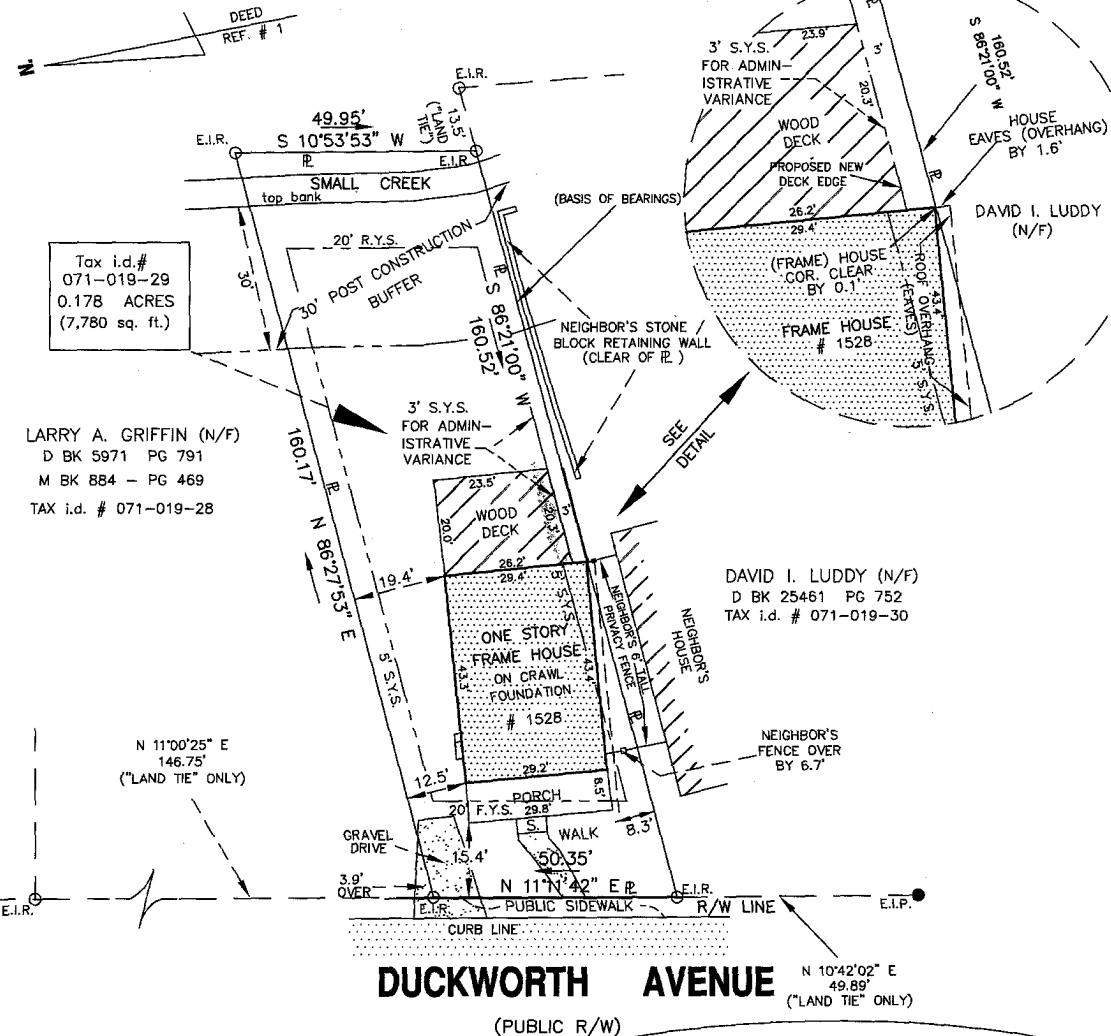 DEED
REF. # 1
N.
E.I.R.
49.95'
S 10°53'53" W
PL
E.I.R.
E.I.R.
13.5'
("LAND
TIE")
SMALL CREEK
top bank
(BASIS OF BEARINGS)
20' R.Y.S.
30'
30' POST CONSTRUCTION
BUFFER
Tax i.d.#
071-019-29
0.178 ACRES
(7,780 sq. ft.)
PL
S 86°21'00" W
160.52'
NEIGHBOR'S STONE
BLOCK RETAINING WALL
(CLEAR OF PL)
3' S.Y.S.
FOR ADMIN-
ISTRATIVE
VARIANCE
LARRY A. GRIFFIN (N/F)
D BK 5971 PG 791
M BK 884 - PG 469
TAX i.d. # 071-019-28
160.17'
PL
N 86°27'53" E
SEE
DETAIL
3' S.Y.S.
FOR ADMIN-
ISTRATIVE
VARIANCE
23.9'
3'
20.3'
WOOD
DECK
PROPOSED NEW
DECK EDGE
160.52'
S 86°21'00" W
HOUSE
EAVES (OVERHANG)
BY 1.6'
PL
26.2'
29.4'
DAVID I. LUDDY
(N/F)
(FRAME) HOUSE
COR. CLEAR
BY 0.1'
FRAME HOUSE
# 1528
ROOF OVERHANG
(EAVES)
43.4'
5' S.Y.S.
23.5'
20.0'
WOOD
DECK
20.3'
3'
26.2'
29.4'
5' S.Y.S.
19.4'
ONE STORY
FRAME HOUSE
ON CRAWL
FOUNDATION
# 1528
43.3'
43.4'
NEIGHBOR'S 6' TALL
PRIVACY FENCE
PL
NEIGHBOR'S
HOUSE
DAVID I. LUDDY (N/F)
D BK 25461 PG 752
TAX i.d. # 071-019-30
5' S.Y.S.
NEIGHBOR'S
FENCE OVER
BY 6.7'
N 11°00'25" E
146.75'
("LAND TIE" ONLY)
12.5'
29.2'
PORCH
8.5'
20' F.Y.S.
29.8'
S.
WALK
8.3'
GRAVEL
DRIVE
15.4'
50.35'
3.9'
OVER
N 11°11'42" E PL
E.I.R.
E.I.R.
E.I.R.
PUBLIC SIDEWALK
R/W LINE
E.I.P.
CURB LINE
DUCKWORTH AVENUE
(PUBLIC R/W)
N 10°42'02" E
49.89'
("LAND TIE" ONLY)